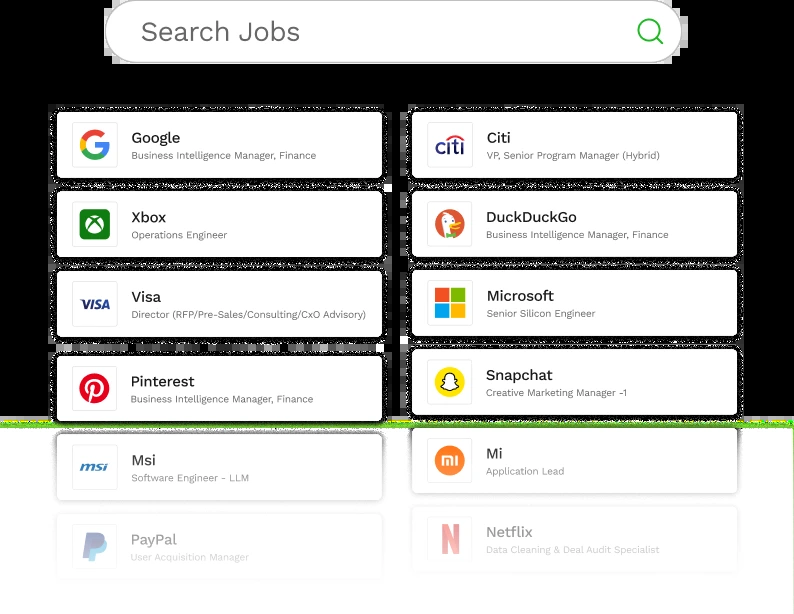 Search Jobs
Google
Business Intelligence Manager, Finance
Xbox
Operations Engineer
VISA
Visa
Director (RFP/Pre-Sales/Consulting/CxO Advisory)
Pinterest
Business Intelligence Manager, Finance
msi
Msi
Software Engineer - LLM
PayPal
User Acquisition Manager
citi
Citi
VP, Senior Program Manager (Hybrid)
DuckDuckGo
Business Intelligence Manager, Finance
Microsoft
Senior Silicon Engineer
Snapchat
Creative Marketing Manager -1
mi
Mi
Application Lead
Netflix
Data Cleaning & Deal Audit Specialist